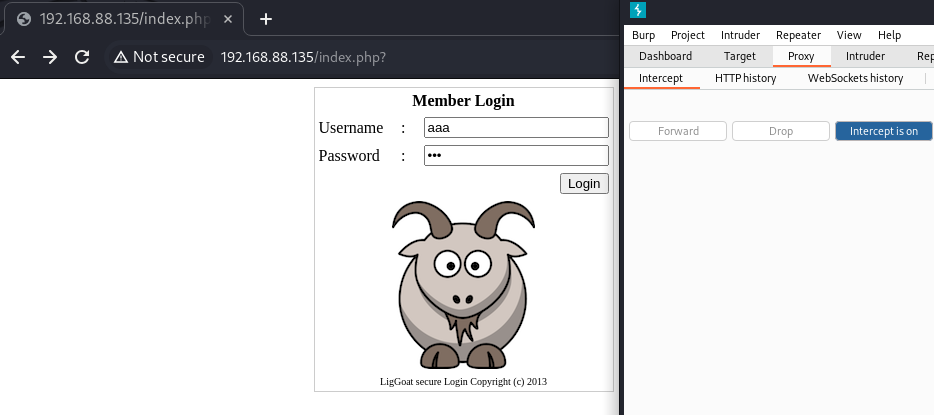 192.168.88.135/index.php
Not secure 192.168.88.135/index.php?
Member Login
Username : aaa
Password : •••
Login
LigGoat secure Login Copyright (c) 2013
Burp Project Intruder Repeater View Help
Dashboard Target Proxy Intruder Rep
Intercept HTTP history WebSockets history
Forward Drop Intercept is on